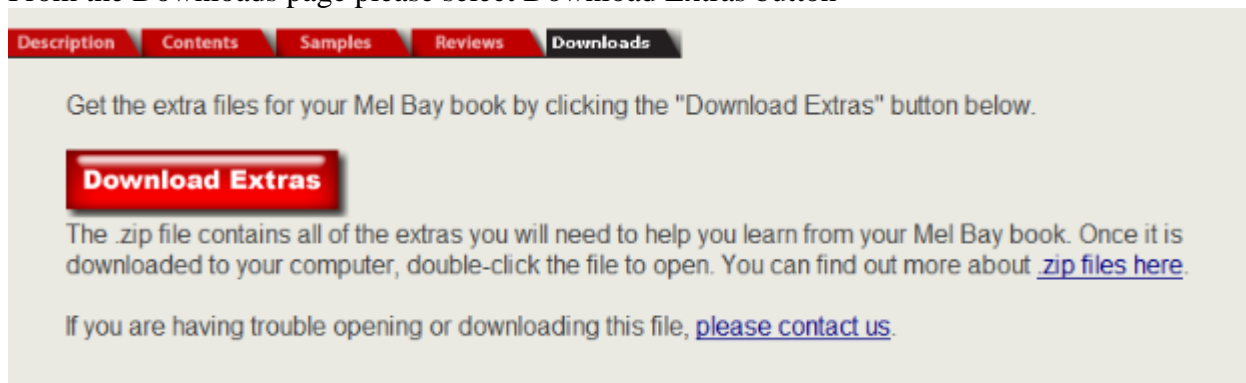 From the Downloads page please select Download Extras button
Description Contents Samples Reviews Downloads
Get the extra files for your Mel Bay book by clicking the "Download Extras" button below.
Download Extras
The .zip file contains all of the extras you will need to help you learn from your Mel Bay book. Once it is
downloaded to your computer, double-click the file to open. You can find out more about .zip files here.
If you are having trouble opening or downloading this file, please contact us.